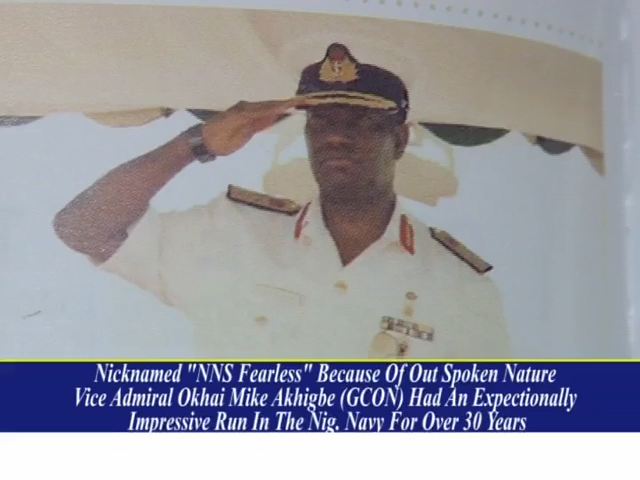 Nicknamed "NNS Fearless" Because Of Out Spoken Nature
Vice Admiral Okhai Mike Akhigbe (GCON) Had An Expectionally
Impressive Run In The Nig. Navy For Over 30 Years